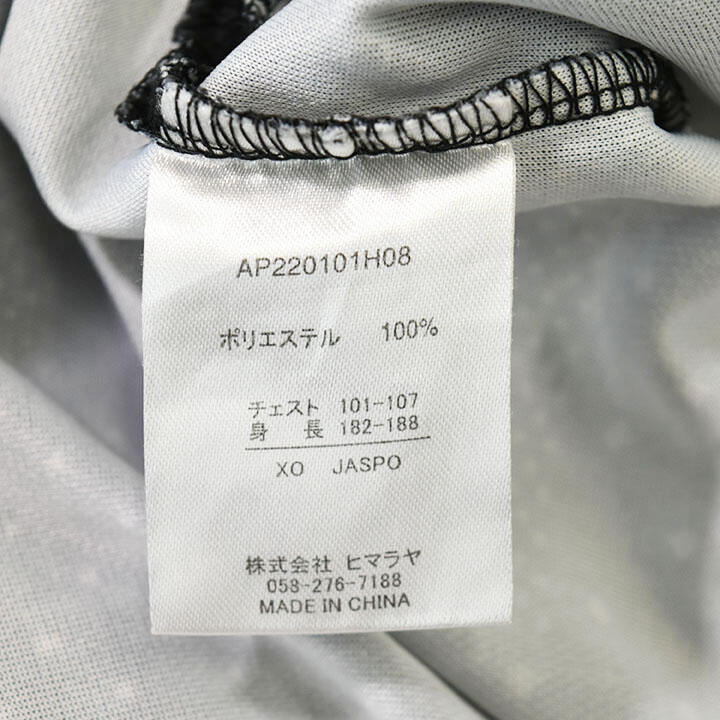 AP220101H08
ポリエステル 100%
チェスト 101-107
身 長 182-188
XO JASPO
株式会社 ヒマラヤ
058-276-7188
MADE IN CHINA